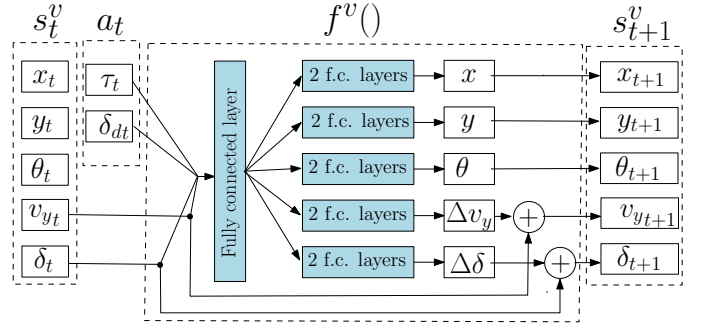 s_t^v a_t f^v() s_{t+1}^v
x_t τ_t 2 f.c. layers x x_{t+1}
y_t δ_{dt} 2 f.c. layers y y_{t+1}
θ_t Fully connected layer 2 f.c. layers θ θ_{t+1}
v_{y_t} 2 f.c. layers Δv_y + v_{y_{t+1}}
δ_t 2 f.c. layers Δδ + δ_{t+1}